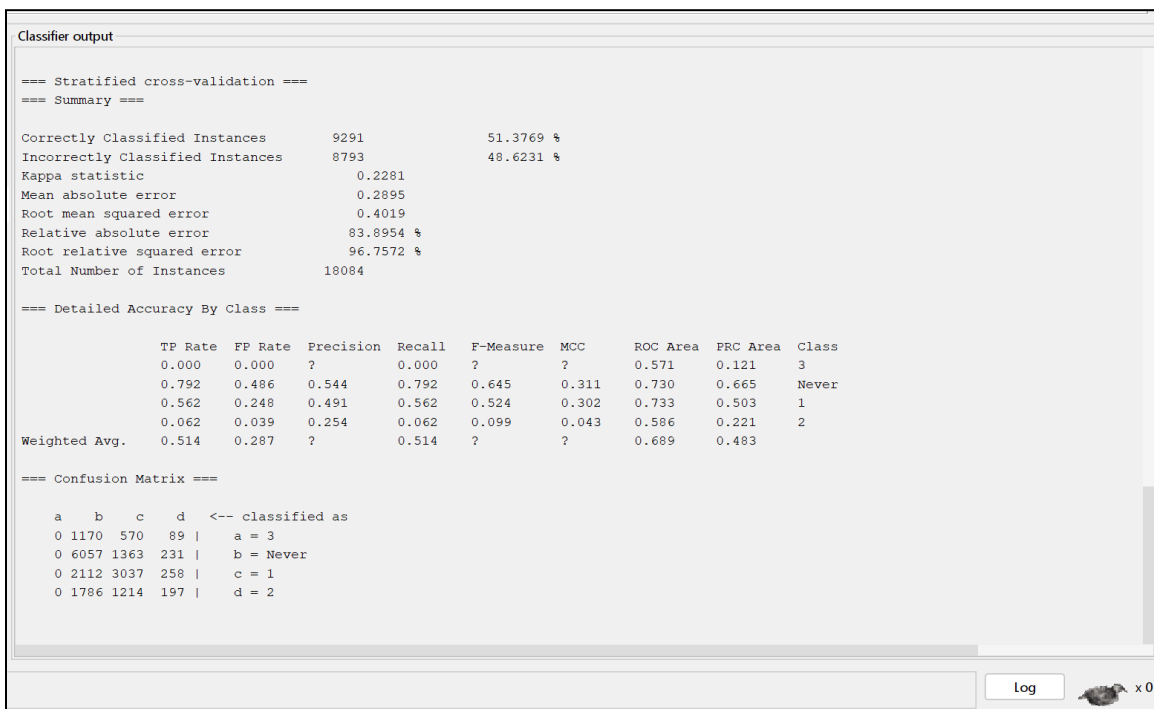 Classifier output
=== Stratified cross-validation ===
=== Summary ===
Correctly Classified Instances 9291 51.3769 %
Incorrectly Classified Instances 8793 48.6231 %
Kappa statistic 0.2281
Mean absolute error 0.2895
Root mean squared error 0.4019
Relative absolute error 83.8954 %
Root relative squared error 96.7572 %
Total Number of Instances 18084
=== Detailed Accuracy By Class ===
TP Rate FP Rate Precision Recall F-Measure MCC ROC Area PRC Area Class
0.000 0.000 ? 0.000 ? ? 0.571 0.121 3
0.792 0.486 0.544 0.792 0.645 0.311 0.730 0.665 Never
0.562 0.248 0.491 0.562 0.524 0.302 0.733 0.503 1
0.062 0.039 0.254 0.062 0.099 0.043 0.586 0.221 2
Weighted Avg. 0.514 0.287 ? 0.514 ? ? 0.689 0.483
=== Confusion Matrix ===
a b c d <-- classified as
0 1170 570 89 | a = 3
0 6057 1363 231 | b = Never
0 2112 3037 258 | c = 1
0 1786 1214 197 | d = 2
Log
x 0